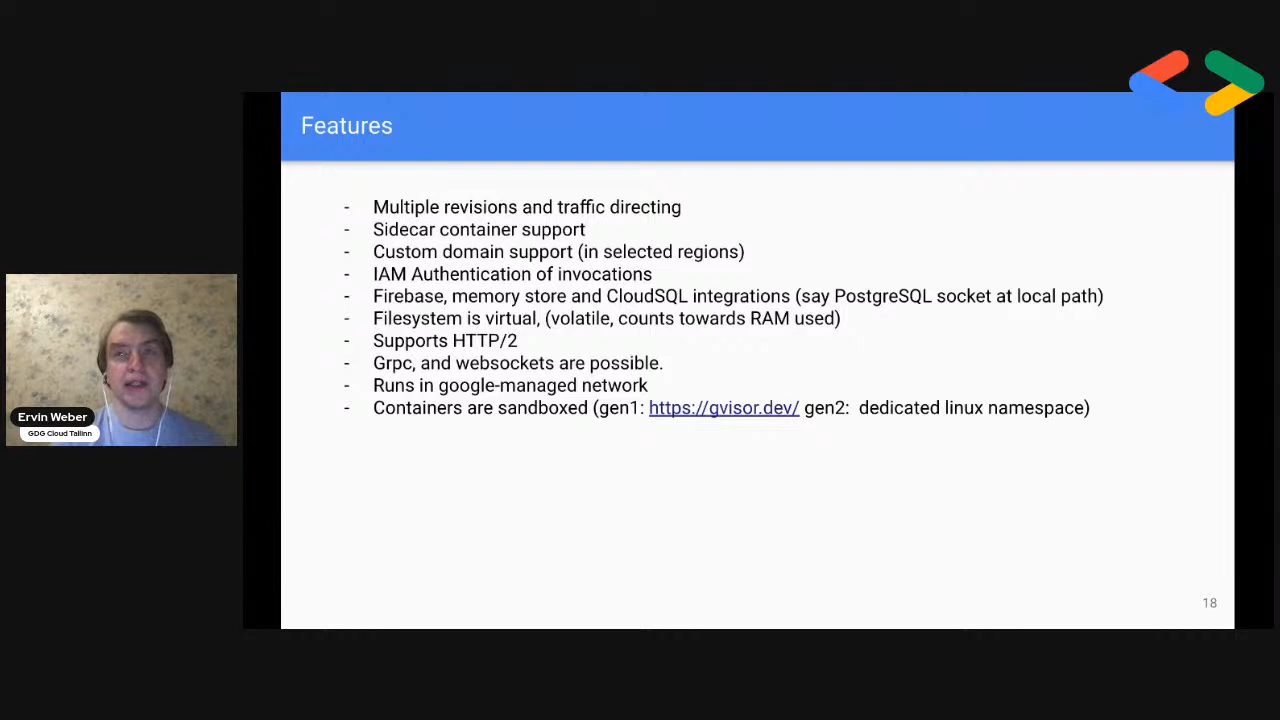 Features
- Multiple revisions and traffic directing
- Sidecar container support
- Custom domain support (in selected regions)
- IAM Authentication of invocations
- Firebase, memory store and CloudSQL integrations (say PostgreSQL socket at local path)
- Filesystem is virtual, (volatile, counts towards RAM used)
- Supports HTTP/2
- Grpc, and websockets are possible.
- Runs in google-managed network
- Containers are sandboxed (gen1: https://gvisor.dev/ gen2:  dedicated linux namespace)
18
Ervin Weber
GDG Cloud Tallinn